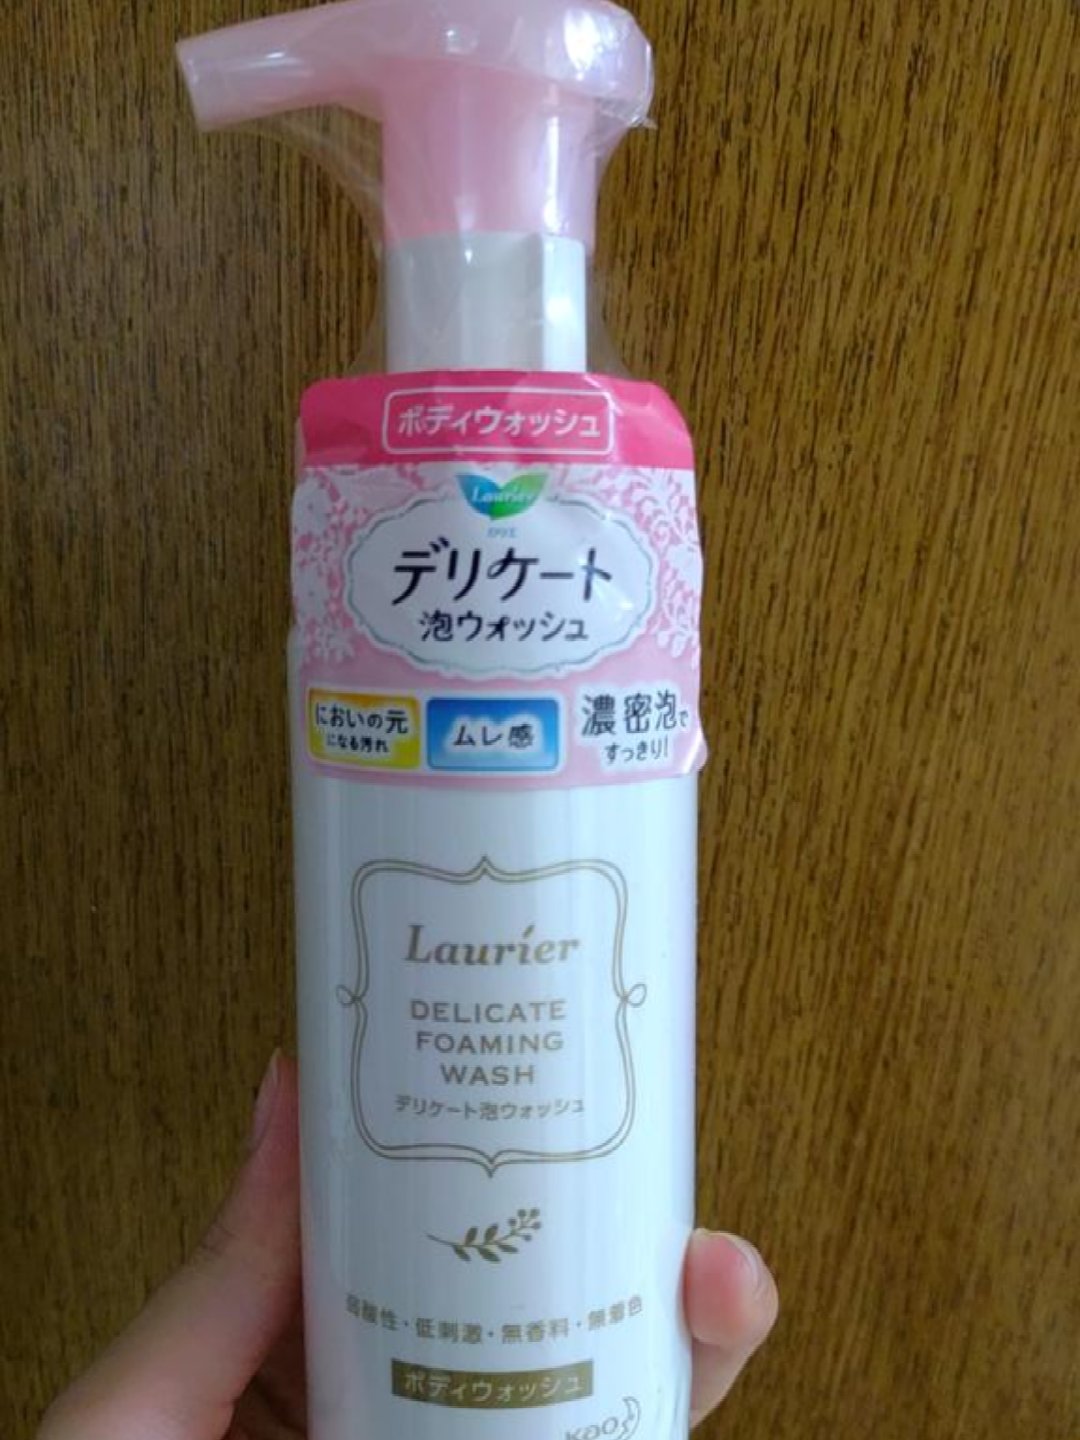 ボディウォッシュ
Laurier
ロリエ
デリケート
泡ウォッシュ
においの元
になる汚れ
ムレ感
濃密泡で
すっきり!
Laurier
DELICATE
FOAMING
WASH
デリケート泡ウォッシュ
弱酸性・低刺激・無香料・無着色
ボディウォッシュ
Kao